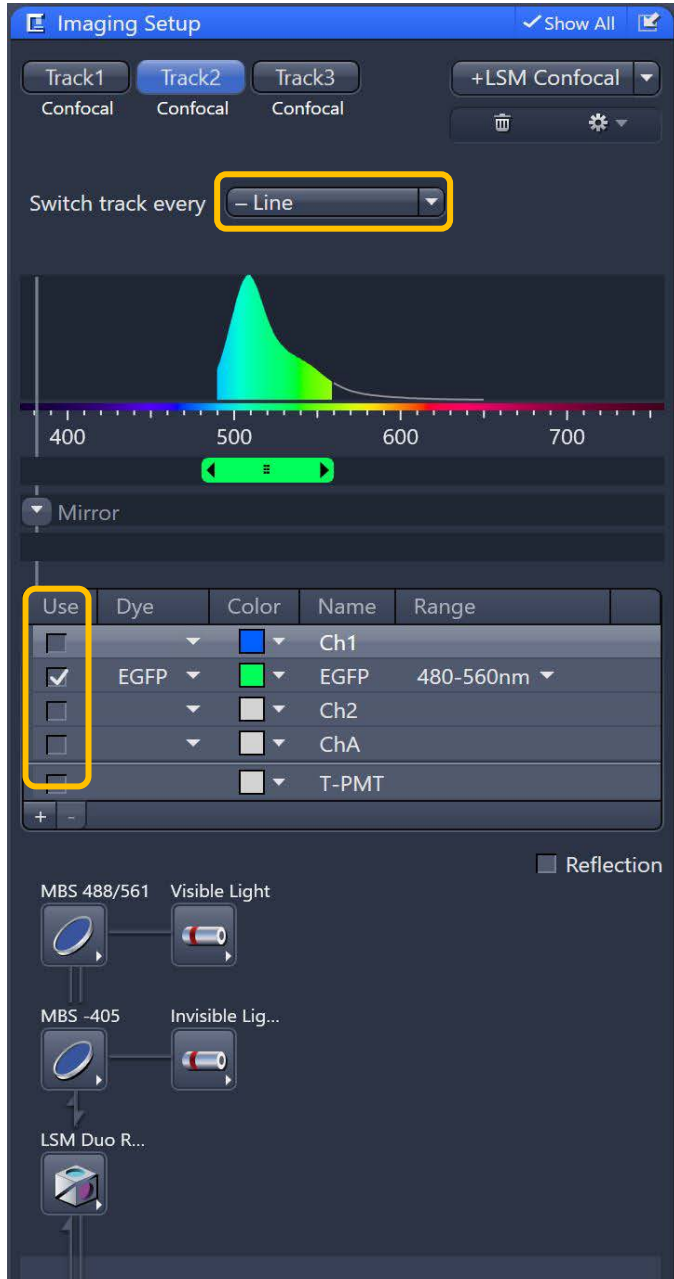 Imaging Setup Show All
Track1 Track2 Track3 +LSM Confocal
Confocal Confocal Confocal
Switch track every – Line
400 500 600 700
Mirror
Use Dye Color Name Range
Ch1
EGFP EGFP 480-560nm
Ch2
ChA
T-PMT
+ -
Reflection
MBS 488/561 Visible Light
MBS -405 Invisible Lig...
LSM Duo R...